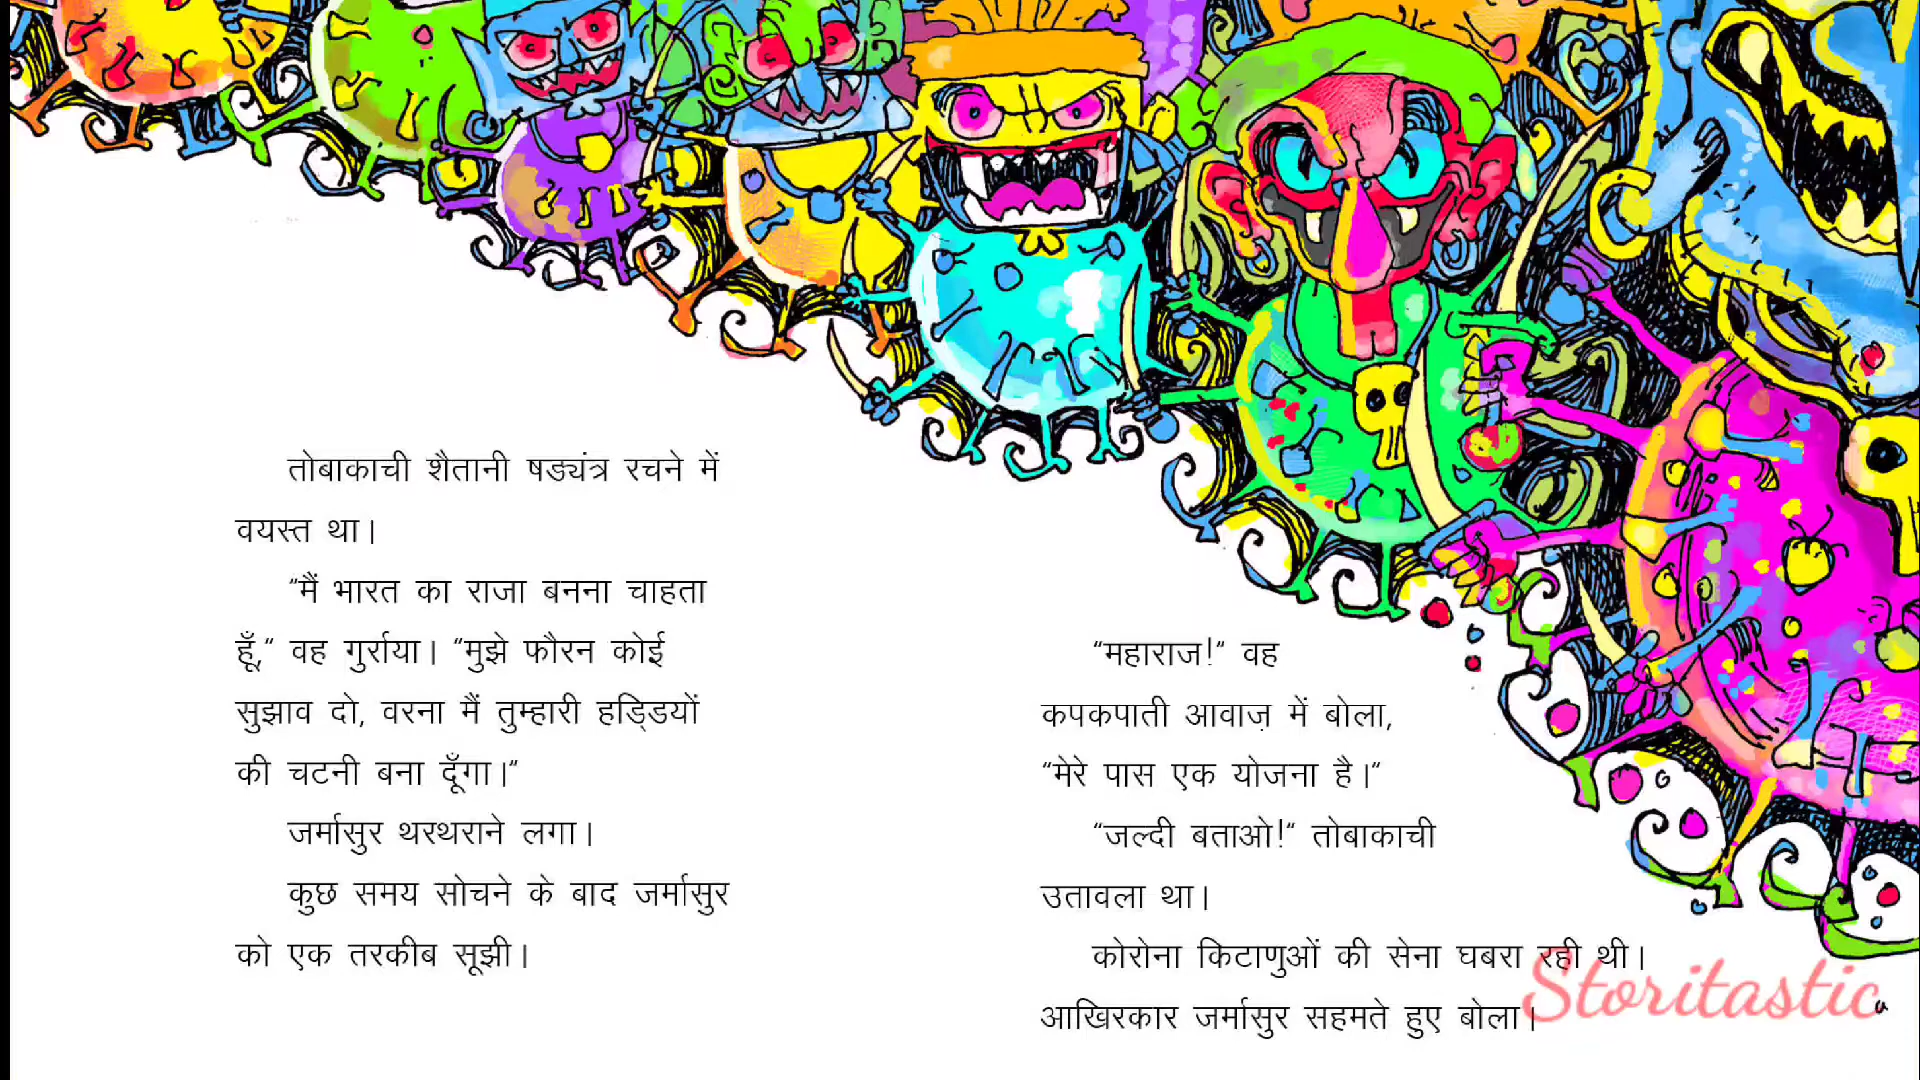 तोबाकाची शैतानी षड्यंत्र रचने में
वयस्त था।
“मैं भारत का राजा बनना चाहता
हूँ,“ वह गुर्राया। “मुझे फौरन कोई
सुझाव दो, वरना मैं तुम्हारी हड्डियों
की चटनी बना दूँगा।“
जर्मासुर थरथराने लगा।
कुछ समय सोचने के बाद जर्मासुर
को एक तरकीब सूझी।
“महाराज!“ वह
कपकपाती आवाज़ में बोला,
“मेरे पास एक योजना है।“
“जल्दी बताओ!“ तोबाकाची
उतावला था।
कोरोना किटाणुओं की सेना घबरा रही थी।
आखिरकार जर्मासुर सहमते हुए बोला।
Storitastic